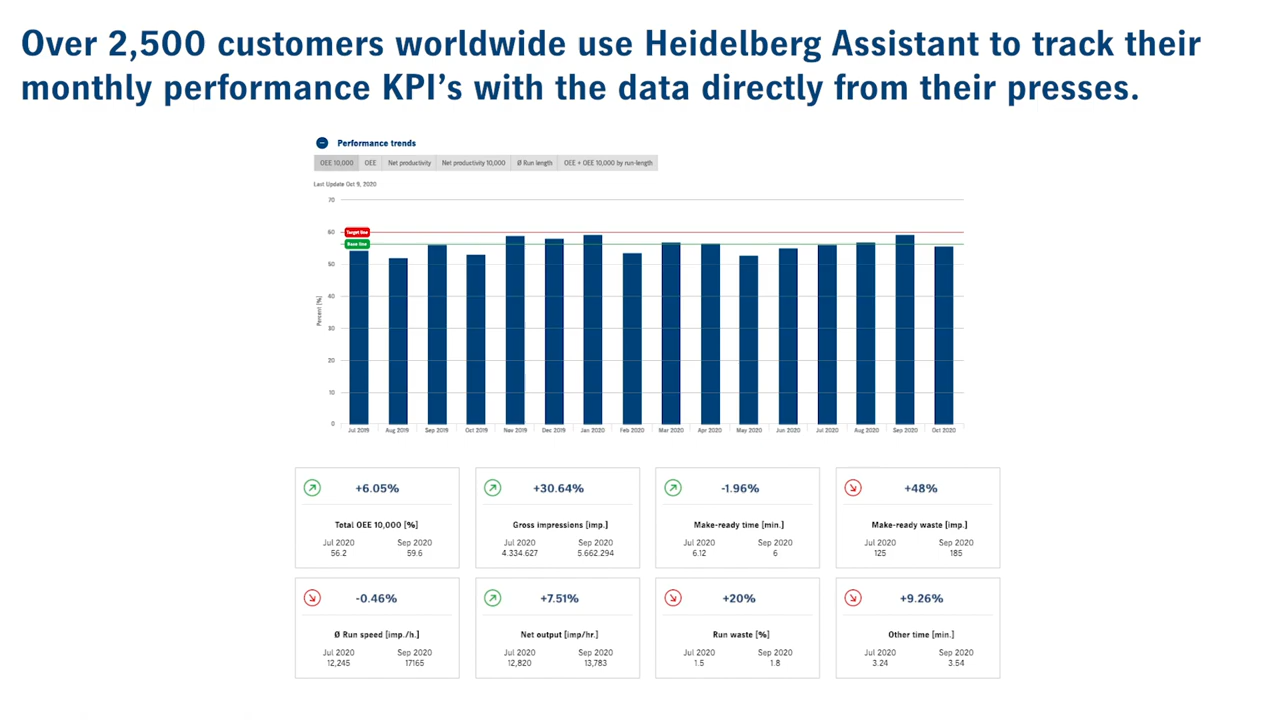 Over 2,500 customers worldwide use Heidelberg Assistant to track their
monthly performance KPI’s with the data directly from their presses.
Performance trends
OEE 10,000 OEE Net productivity Net productivity 10,000 Ø Run length OEE + OEE 10,000 by run-length
Last Update Oct 9, 2020
70
60
50
40
30
20
10
0
Percent [%]
Target line
Base line
Jul 2019 Aug 2019 Sep 2019 Oct 2019 Nov 2019 Dec 2019 Jan 2020 Feb 2020 Mar 2020 Apr 2020 May 2020 Jun 2020 Jul 2020 Aug 2020 Sep 2020 Oct 2020
+6.05%
Total OEE 10,000 [%]
Jul 2020 Sep 2020
56.2 59.6
+30.64%
Gross impressions [imp.]
Jul 2020 Sep 2020
4.334.627 5.662.294
-1.96%
Make-ready time [min.]
Jul 2020 Sep 2020
6.12 6
+48%
Make-ready waste [imp.]
Jul 2020 Sep 2020
125 185
-0.46%
Ø Run speed [imp./h.]
Jul 2020 Sep 2020
12,245 17165
+7.51%
Net output [imp/hr.]
Jul 2020 Sep 2020
12,820 13,783
+20%
Run waste [%]
Jul 2020 Sep 2020
1.5 1.8
+9.26%
Other time [min.]
Jul 2020 Sep 2020
3.24 3.54